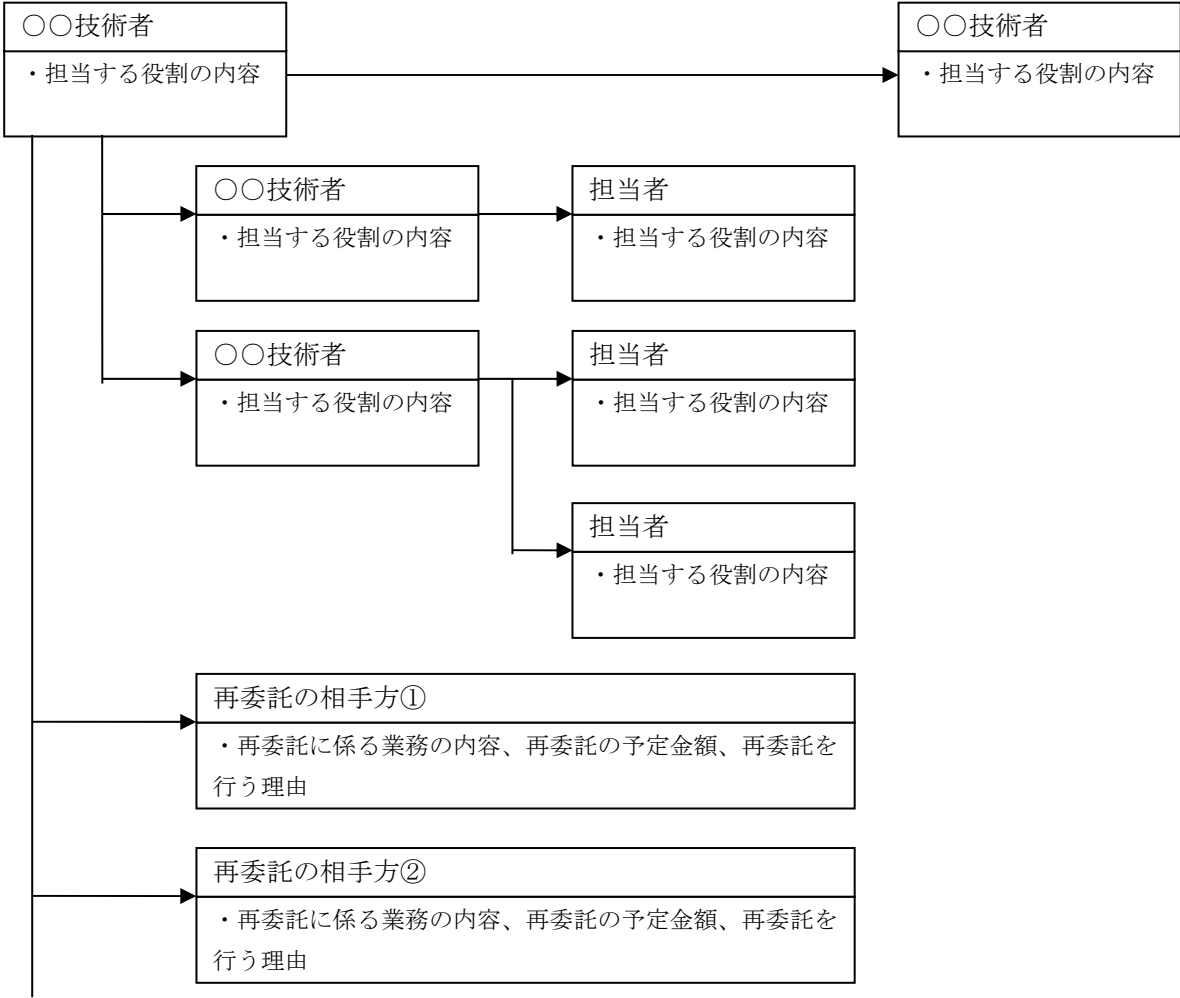 〇〇技術者
・担当する役割の内容
〇〇技術者
・担当する役割の内容
〇〇技術者
・担当する役割の内容
担当者
・担当する役割の内容
〇〇技術者
・担当する役割の内容
担当者
・担当する役割の内容
担当者
・担当する役割の内容
再委託の相手方①
・再委託に係る業務の内容、再委託の予定金額、再委託を
行う理由
再委託の相手方②
・再委託に係る業務の内容、再委託の予定金額、再委託を
行う理由